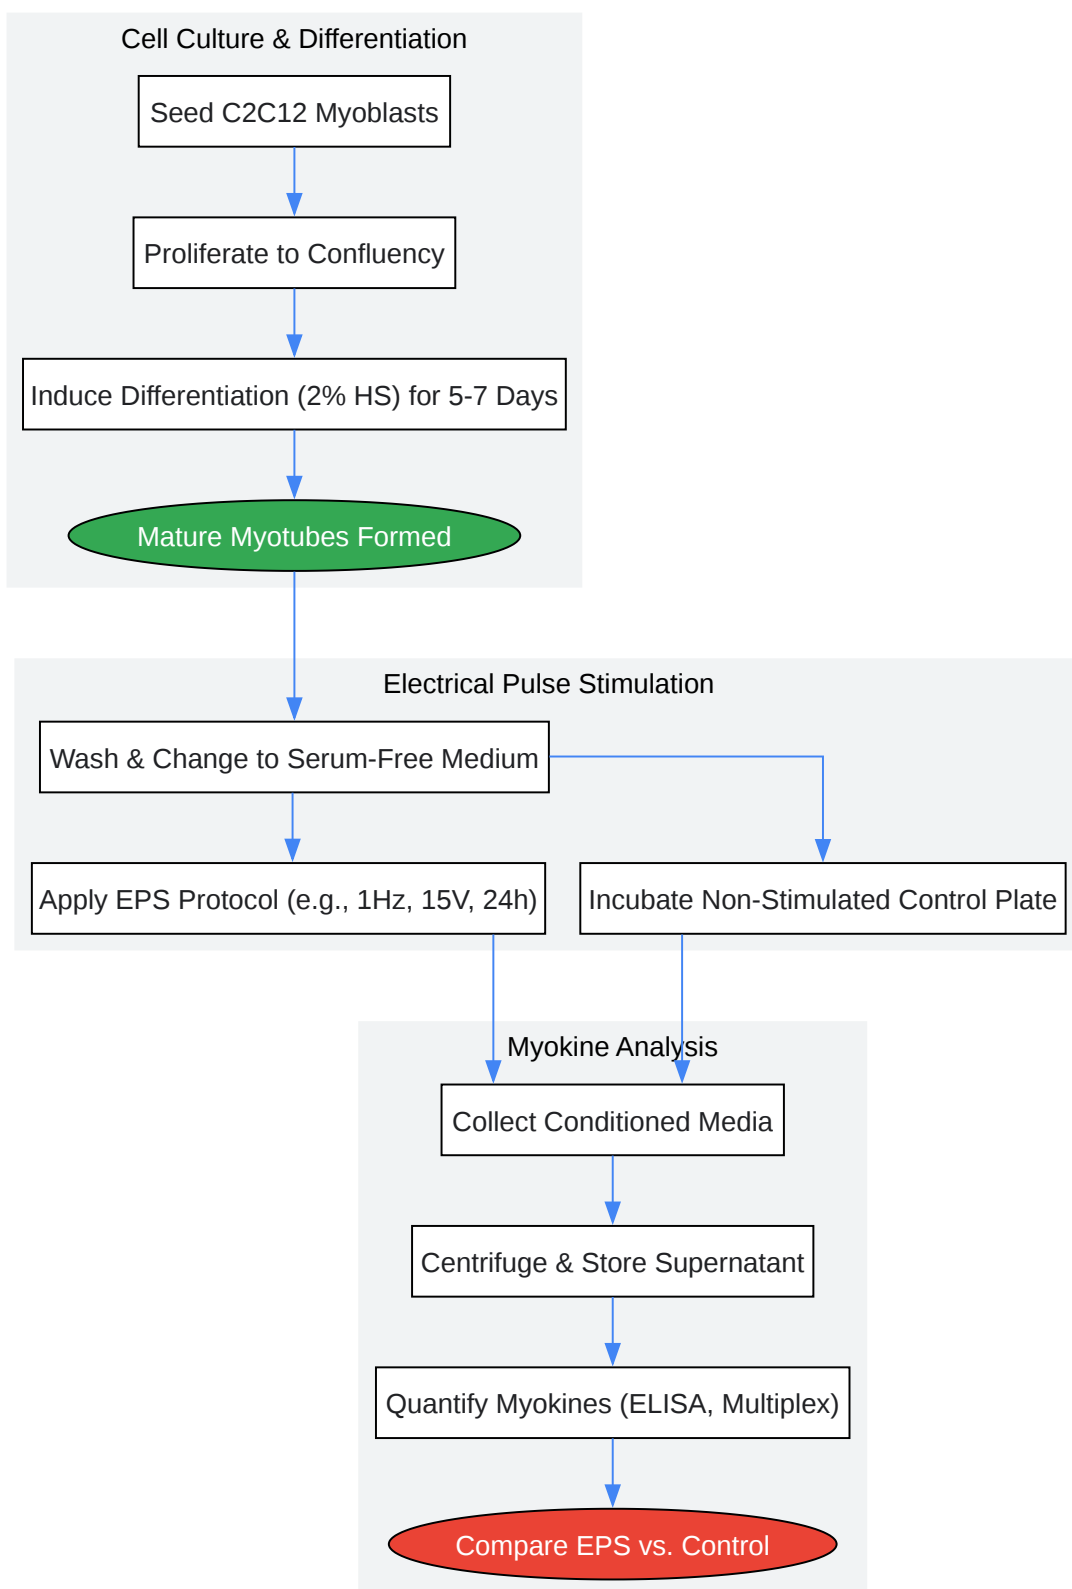 Cell Culture & Differentiation
Seed C2C12 Myoblasts
Proliferate to Confluency
Induce Differentiation (2% HS) for 5-7 Days
Mature Myotubes Formed
Electrical Pulse Stimulation
Wash & Change to Serum-Free Medium
Apply EPS Protocol (e.g., 1Hz, 15V, 24h)
Incubate Non-Stimulated Control Plate
Myokine Analysis
Collect Conditioned Media
Centrifuge & Store Supernatant
Quantify Myokines (ELISA, Multiplex)
Compare EPS vs. Control